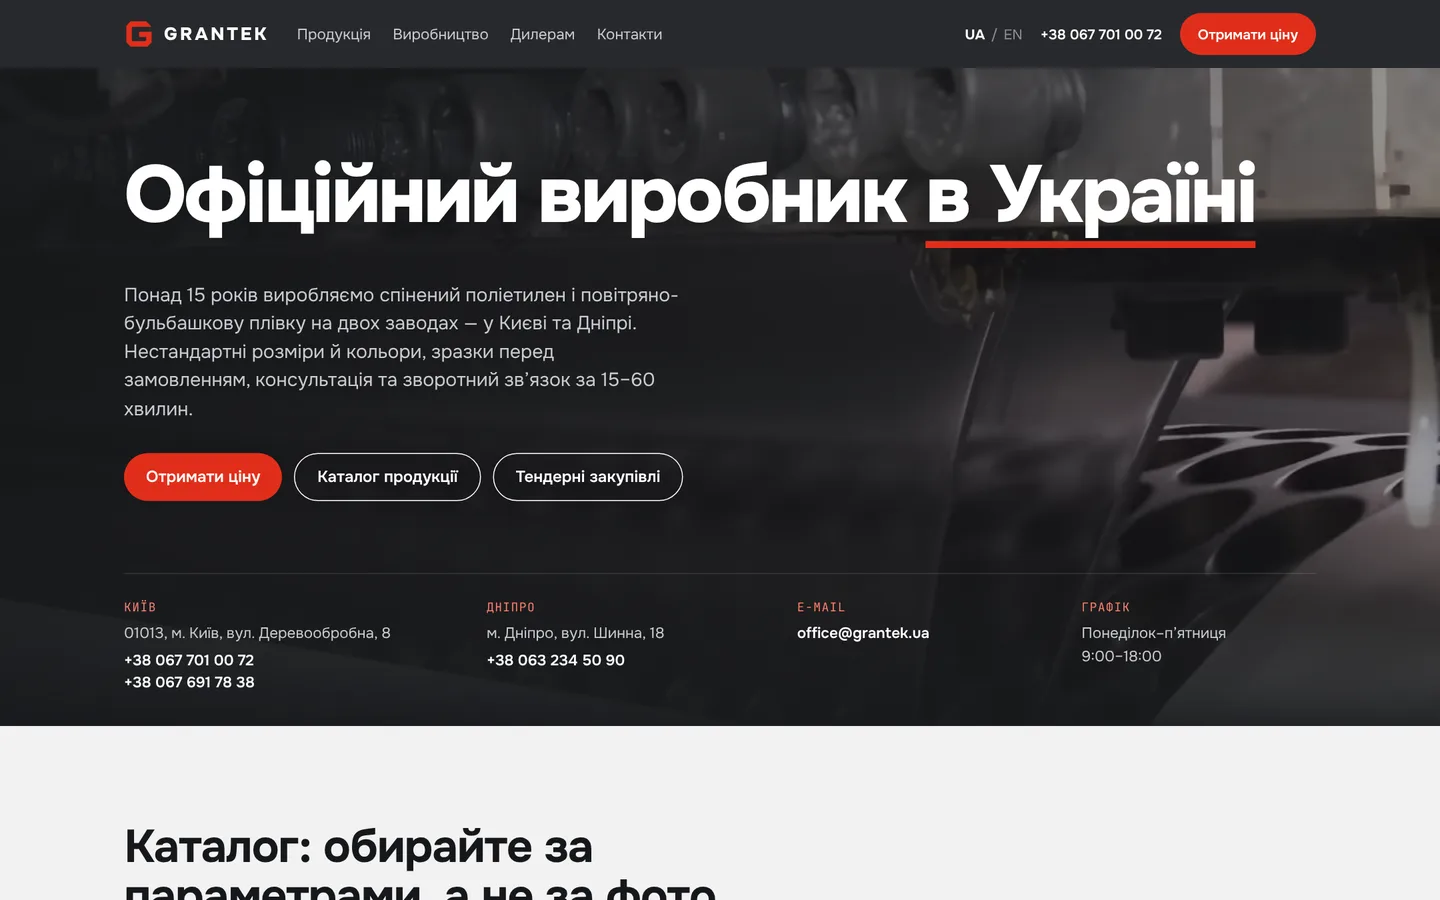 GRANTEK
Продукція
Виробництво
Дилерам
Контакти
UA / EN
+38 067 701 00 72
Отримати ціну
Офіційний виробник в Україні
Понад 15 років виробляємо спінений поліетилен і повітряно-
бульбашкову плівку на двох заводах — у Києві та Дніпрі.
Нестандартні розміри й кольори, зразки перед
замовленням, консультація та зворотний зв’язок за 15–60
хвилин.
Отримати ціну
Каталог продукції
Тендерні закупівлі
КИЇВ
01013, м. Київ, вул. Деревообробна, 8
+38 067 701 00 72
+38 067 691 78 38
ДНІПРО
м. Дніпро, вул. Шинна, 18
+38 063 234 50 90
E-MAIL
office@grantek.ua
ГРАФІК
Понеділок–п’ятниця
9:00–18:00
Каталог: обирайте за
параметрами, а не за фото